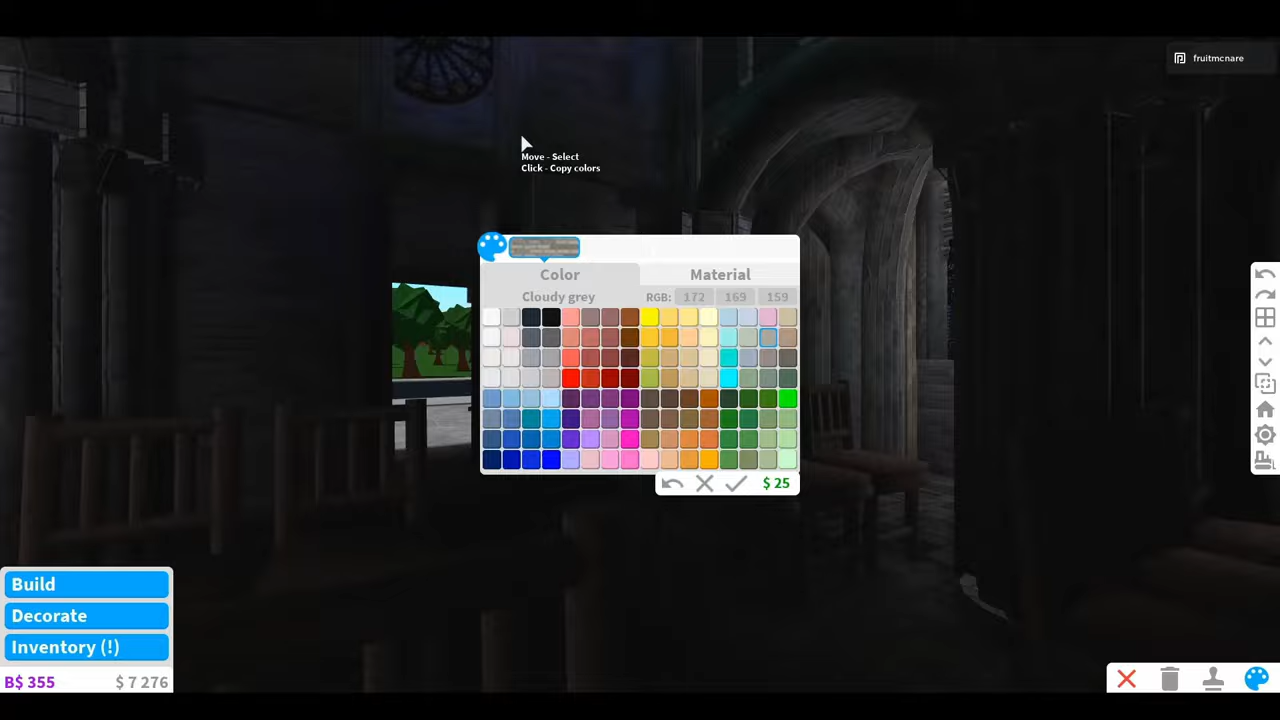 fruitmcnare
Move - Select
Click - Copy colors
Color
Material
Cloudy grey
RGB: 172 169 159
$ 25
Build
Decorate
Inventory (!)
B$ 355 $ 7 276